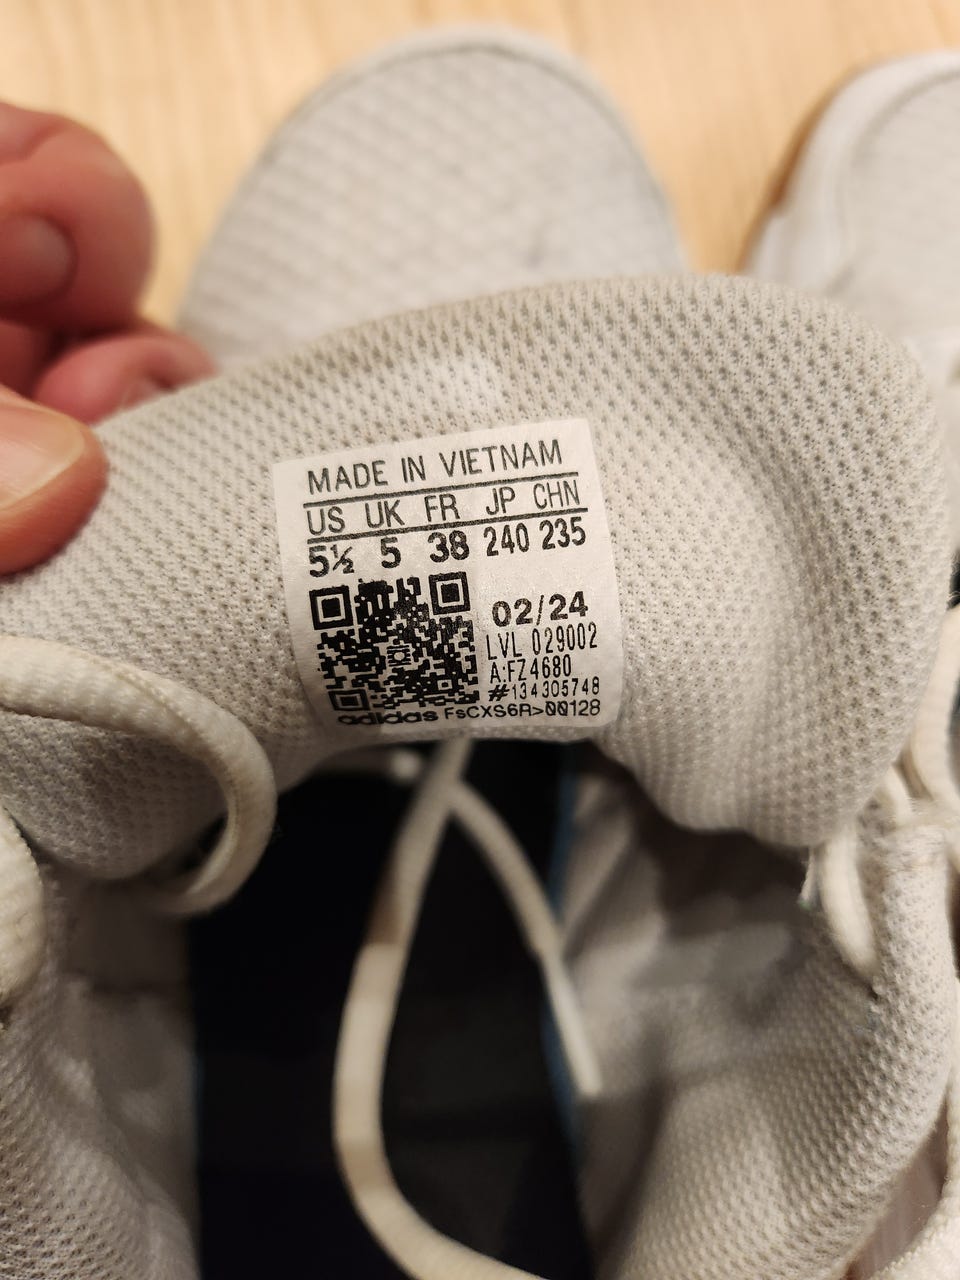 MADE IN VIETNAM
US UK FR JP CHN
5½ 5 38 240 235
02/24
LVL 029002
A:FZ4680
#134305748
adidas FsCXS6R>00128